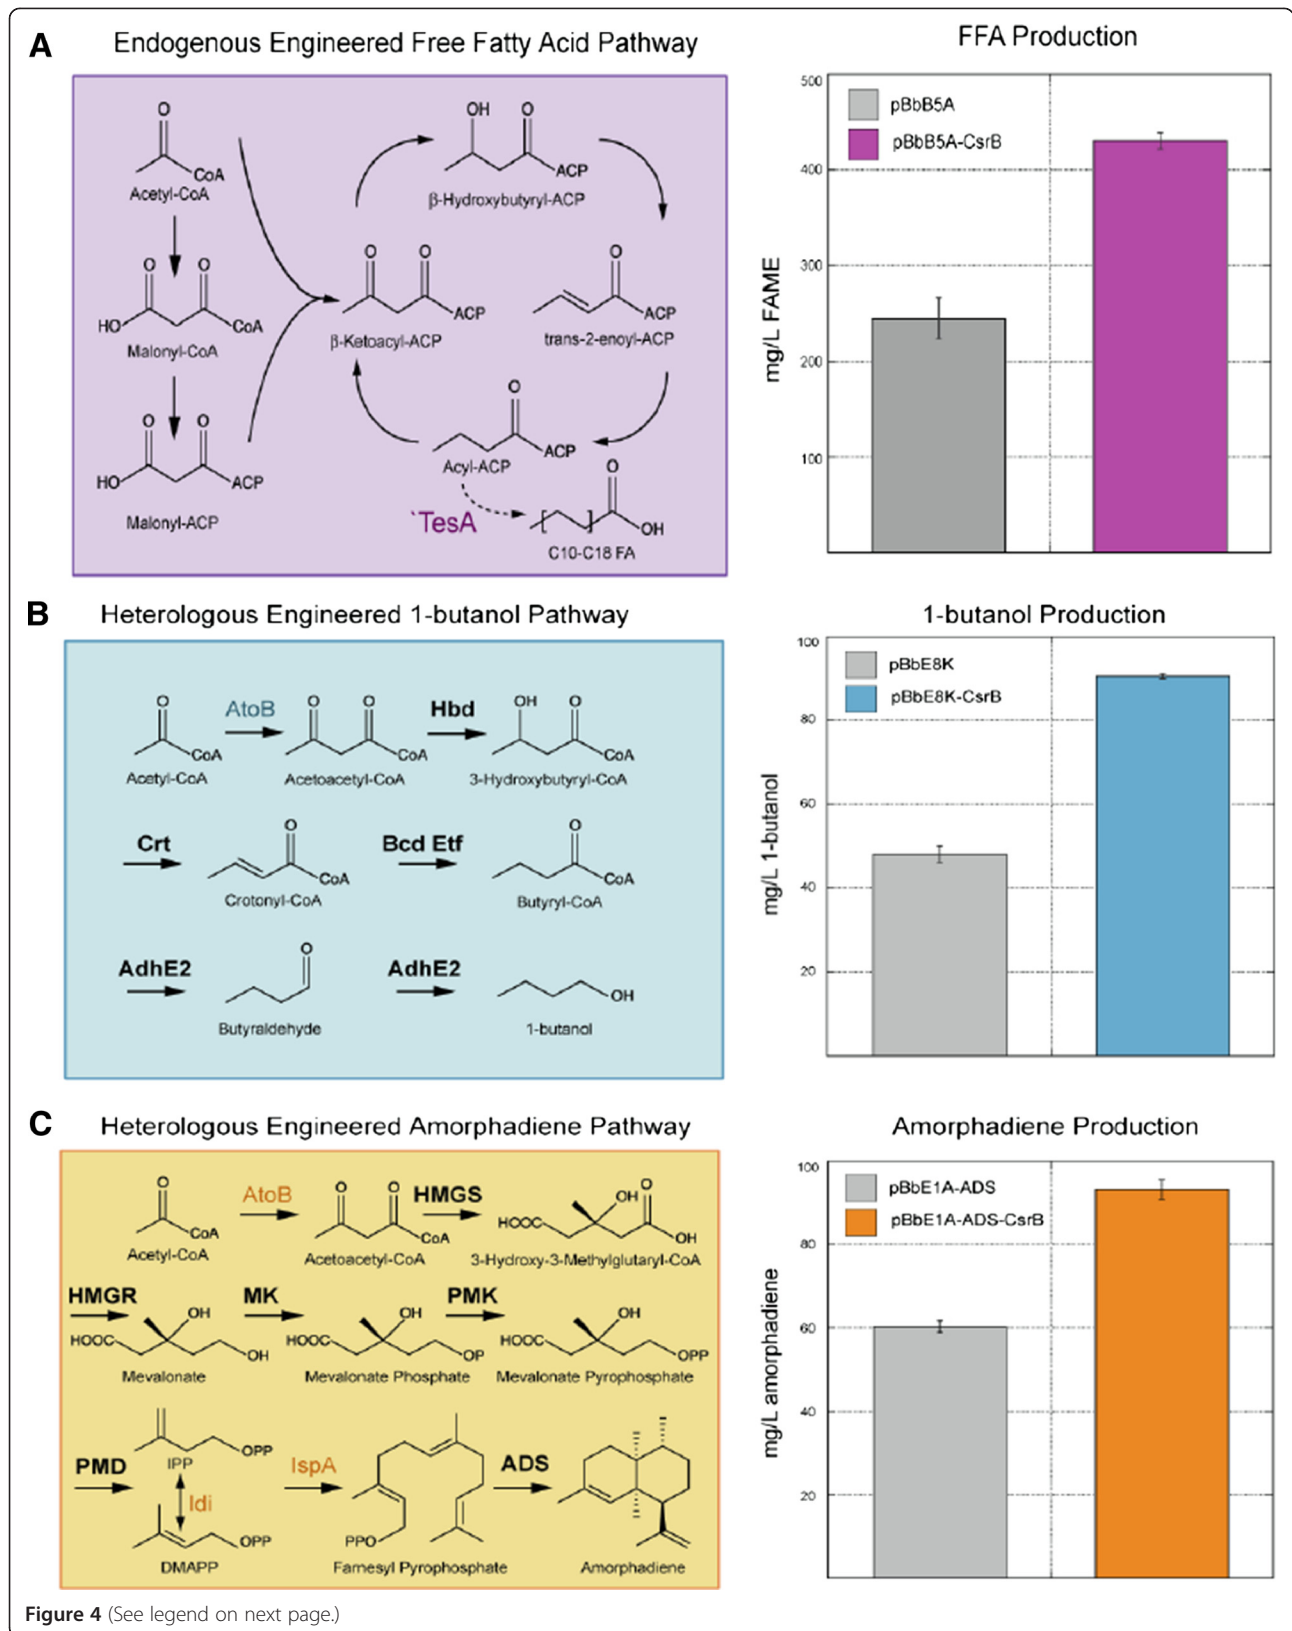 A
Endogenous Engineered Free Fatty Acid Pathway
O
CoA
Acetyl-CoA
O O
HO CoA
Malonyl-CoA
O O
HO ACP
Malonyl-ACP
OH O
ACP
β-Hydroxybutyryl-ACP
O O
ACP
β-Ketoacyl-ACP
O
ACP
trans-2-enoyl-ACP
O
ACP
Acyl-ACP
`TesA
O
OH
C10-C18 FA
FFA Production
pBbB5A
pBbB5A-CsrB
mg/L FAME
500
400
300
200
100
B
Heterologous Engineered 1-butanol Pathway
O
CoA
Acetyl-CoA
AtoB
O O
CoA
Acetoacetyl-CoA
Hbd
OH O
CoA
3-Hydroxybutyryl-CoA
Crt
O
CoA
Crotonyl-CoA
Bcd Etf
O
CoA
Butyryl-CoA
AdhE2
O
Butyraldehyde
AdhE2
OH
1-butanol
1-butanol Production
pBbE8K
pBbE8K-CsrB
mg/L 1-butanol
100
80
60
40
20
C
Heterologous Engineered Amorphadiene Pathway
O
CoA
Acetyl-CoA
AtoB
O O
CoA
Acetoacetyl-CoA
HMGS
HOOC OH O
OH
3-Hydroxy-3-Methylglutaryl-CoA
HMGR
HOOC OH
OH
Mevalonate
MK
HOOC OH
OP
Mevalonate Phosphate
PMK
HOOC OH
OPP
Mevalonate Pyrophosphate
PMD
OPP
IPP
Idi
OPP
DMAPP
IspA
PPO
Farnesyl Pyrophosphate
ADS
Amorphadiene
Amorphadiene Production
pBbE1A-ADS
pBbE1A-ADS-CsrB
mg/L amorphadiene
100
80
60
40
20
Figure 4 (See legend on next page.)